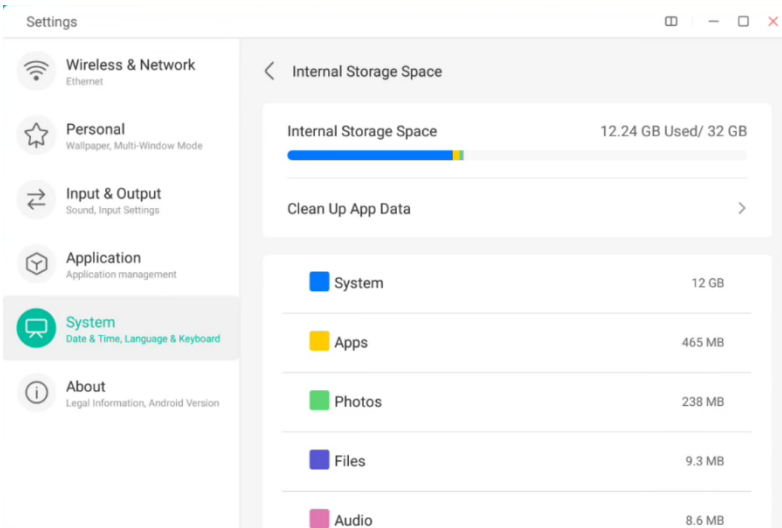 Settings
Wireless & Network
Ethernet
Personal
Wallpaper, Multi-Window Mode
Input & Output
Sound, Input Settings
Application
Application management
System
Date & Time, Language & Keyboard
About
Legal Information, Android Version
Internal Storage Space
Internal Storage Space 12.24 GB Used/ 32 GB
Clean Up App Data
System 12 GB
Apps 465 MB
Photos 238 MB
Files 9.3 MB
Audio 8.6 MB